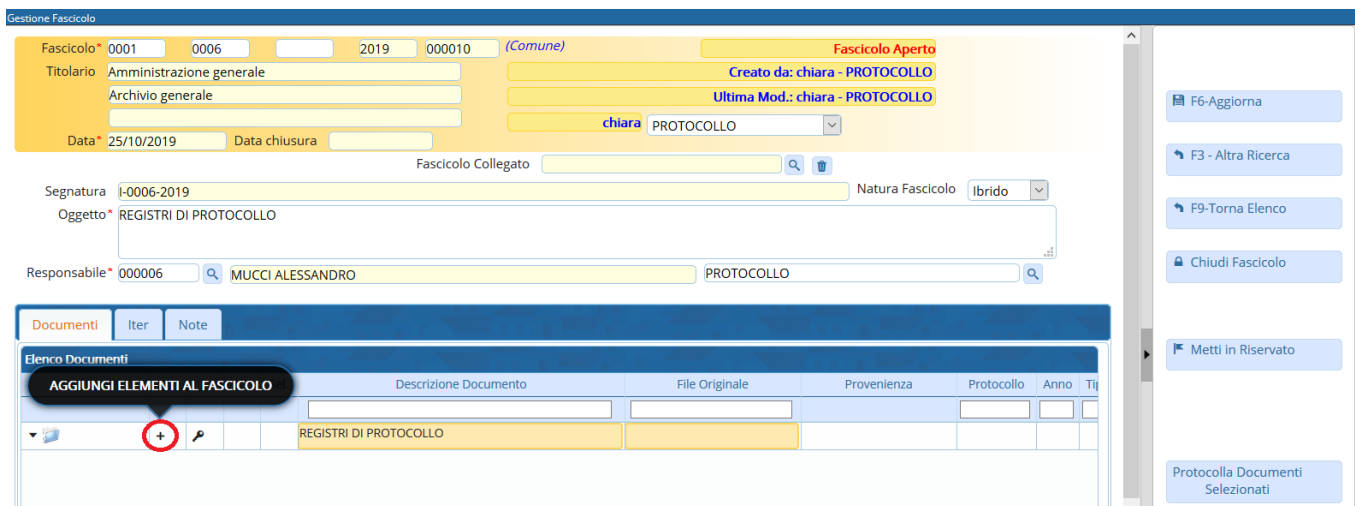 Gestione Fascicolo
Fascicolo* 0001 0006 2019 000010 (Comune) Fascicolo Aperto
Titolario Amministrazione generale Creato da: chiara - PROTOCOLLO
Archivio generale Ultima Mod.: chiara - PROTOCOLLO
chiara PROTOCOLLO
Data* 25/10/2019 Data chiusura
Fascicolo Collegato
Segnatura I-0006-2019 Natura Fascicolo Ibrido
Oggetto* REGISTRI DI PROTOCOLLO
Responsabile* 000006 MUCCI ALESSANDRO PROTOCOLLO
Documenti Iter Note
Elenco Documenti
AGGIUNGI ELEMENTI AL FASCICOLO Descrizione Documento File Originale Provenienza Protocollo Anno
+ REGISTRI DI PROTOCOLLO
F6-Aggiorna
F3 - Altra Ricerca
F9-Torna Elenco
Chiudi Fascicolo
Metti in Riservato
Protocolla Documenti
Selezionati